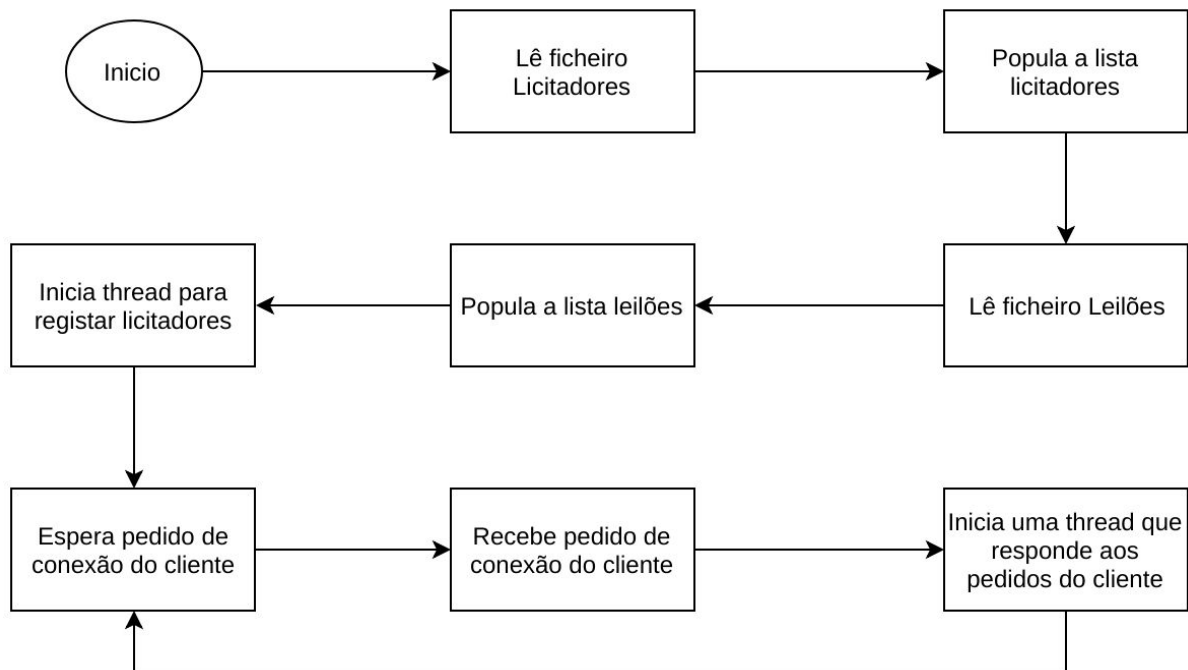 Inicio
Lê ficheiro
Licitadores
Popula a lista
licitadores
Inicia thread para
registar licitadores
Popula a lista leilões
Lê ficheiro Leilões
Espera pedido de
conexão do cliente
Recebe pedido de
conexão do cliente
Inicia uma thread que
responde aos
pedidos do cliente